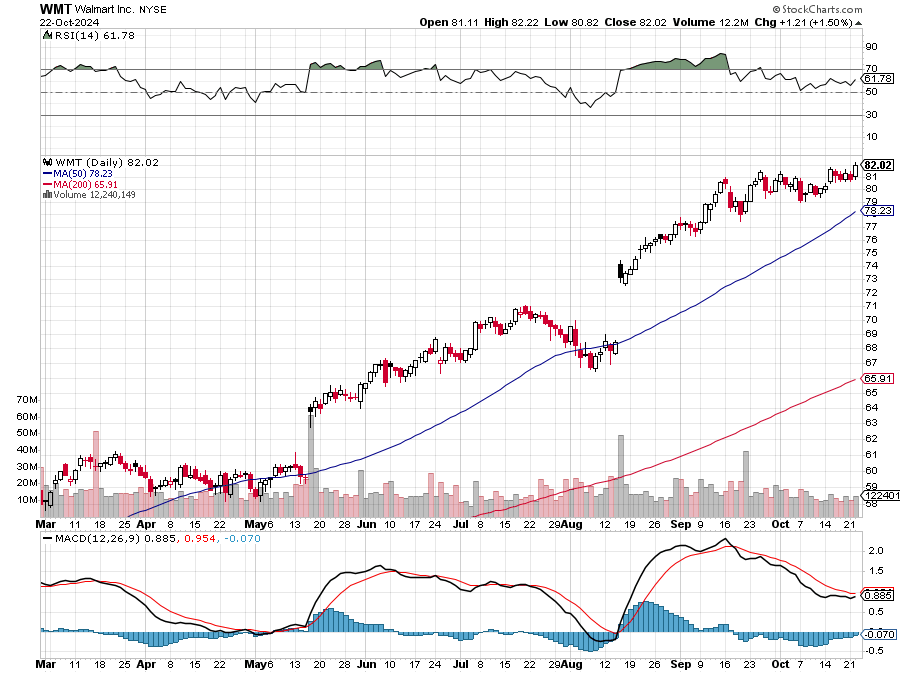 WMT Walmart Inc. NYSE © StockCharts.com
22-Oct-2024 Open 81.11 High 82.22 Low 80.82 Close 82.02 Volume 12.2M Chg +1.21 (+1.50%)
RSI(14) 61.78
90
70
61.78
50
30
10
WMT (Daily) 82.02
MA(50) 78.23
MA(200) 65.91
Volume 12,240,149
82.02
81
80
79
78.23
77
76
75
74
73
72
71
70
69
68
67
65.91
65
64
63
62
61
60
59
58
70M
60M
50M
40M
30M
20M
10M
122401
Mar 11 18 25 Apr 8 15 22 May 6 13 20 28 Jun 10 17 24 Jul 8 15 22 29 Aug 12 19 26 Sep 9 16 23 Oct 7 14 21
MACD(12,26,9) 0.885, 0.954, -0.070
2.0
1.5
0.885
0.5
-0.070
-0.5
Mar 11 18 25 Apr 8 15 22 May 6 13 20 28 Jun 10 17 24 Jul 8 15 22 29 Aug 12 19 26 Sep 9 16 23 Oct 7 14 21